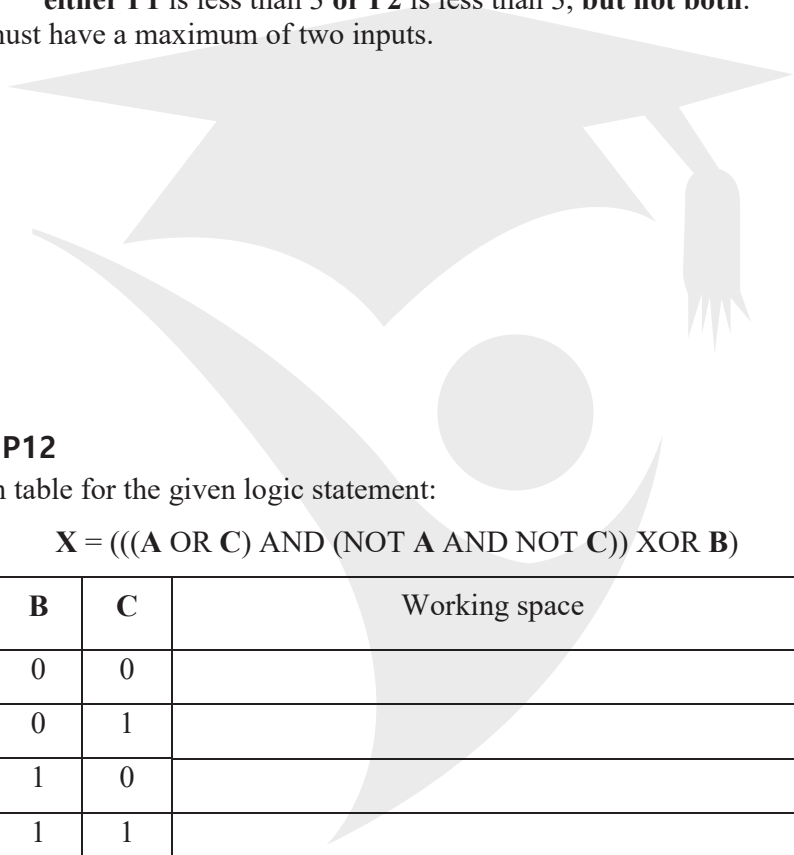 either T1 is less than 5 or T2 is less than 5, but not both.
must have a maximum of two inputs.
P12
table for the given logic statement:
X = (((A OR C) AND (NOT A AND NOT C)) XOR B)
B C Working space
0 0
0 1
1 0
1 1